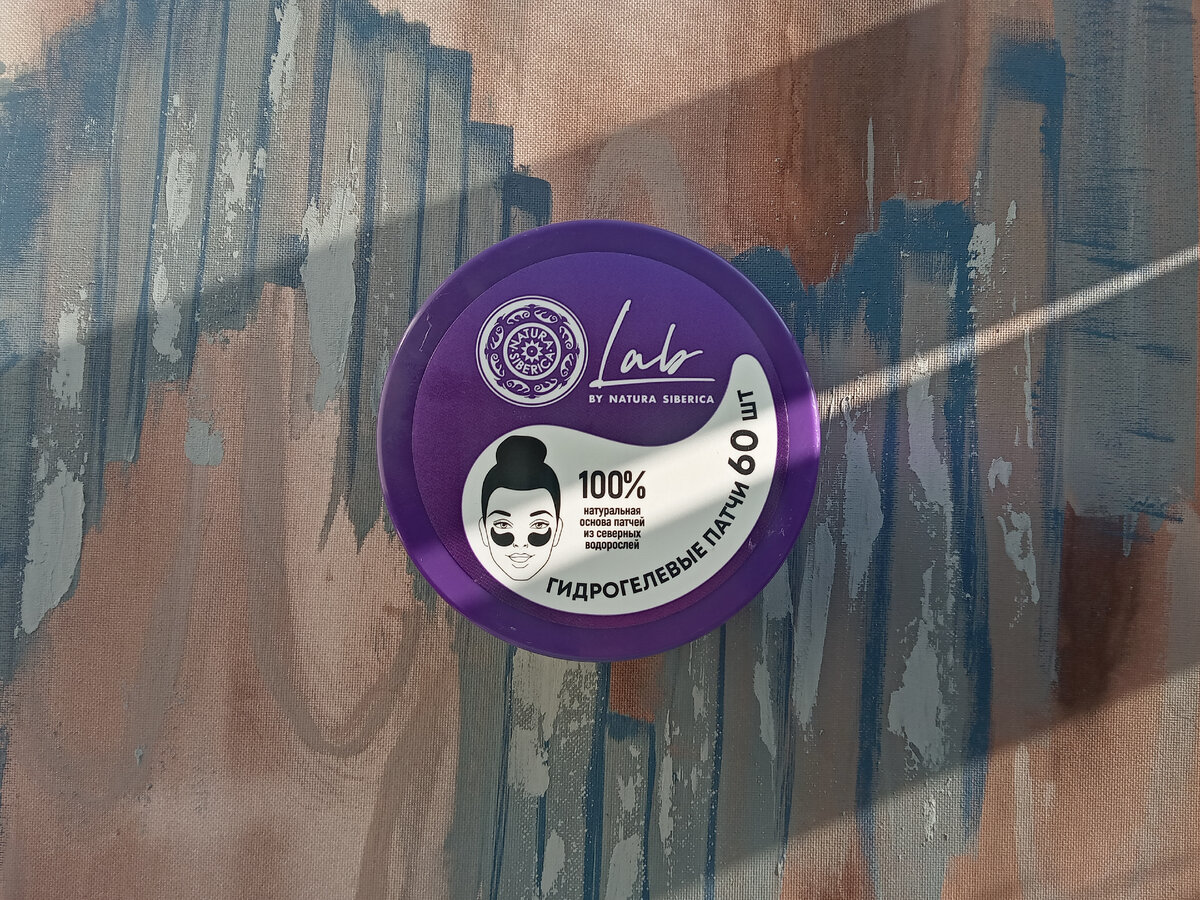 NATURA
SIBERICA
Lab
BY NATURA SIBERICA
100%
натуральная
основа патчей
из северных
водорослей
ГИДРОГЕЛЕВЫЕ ПАТЧИ 60 ШТ